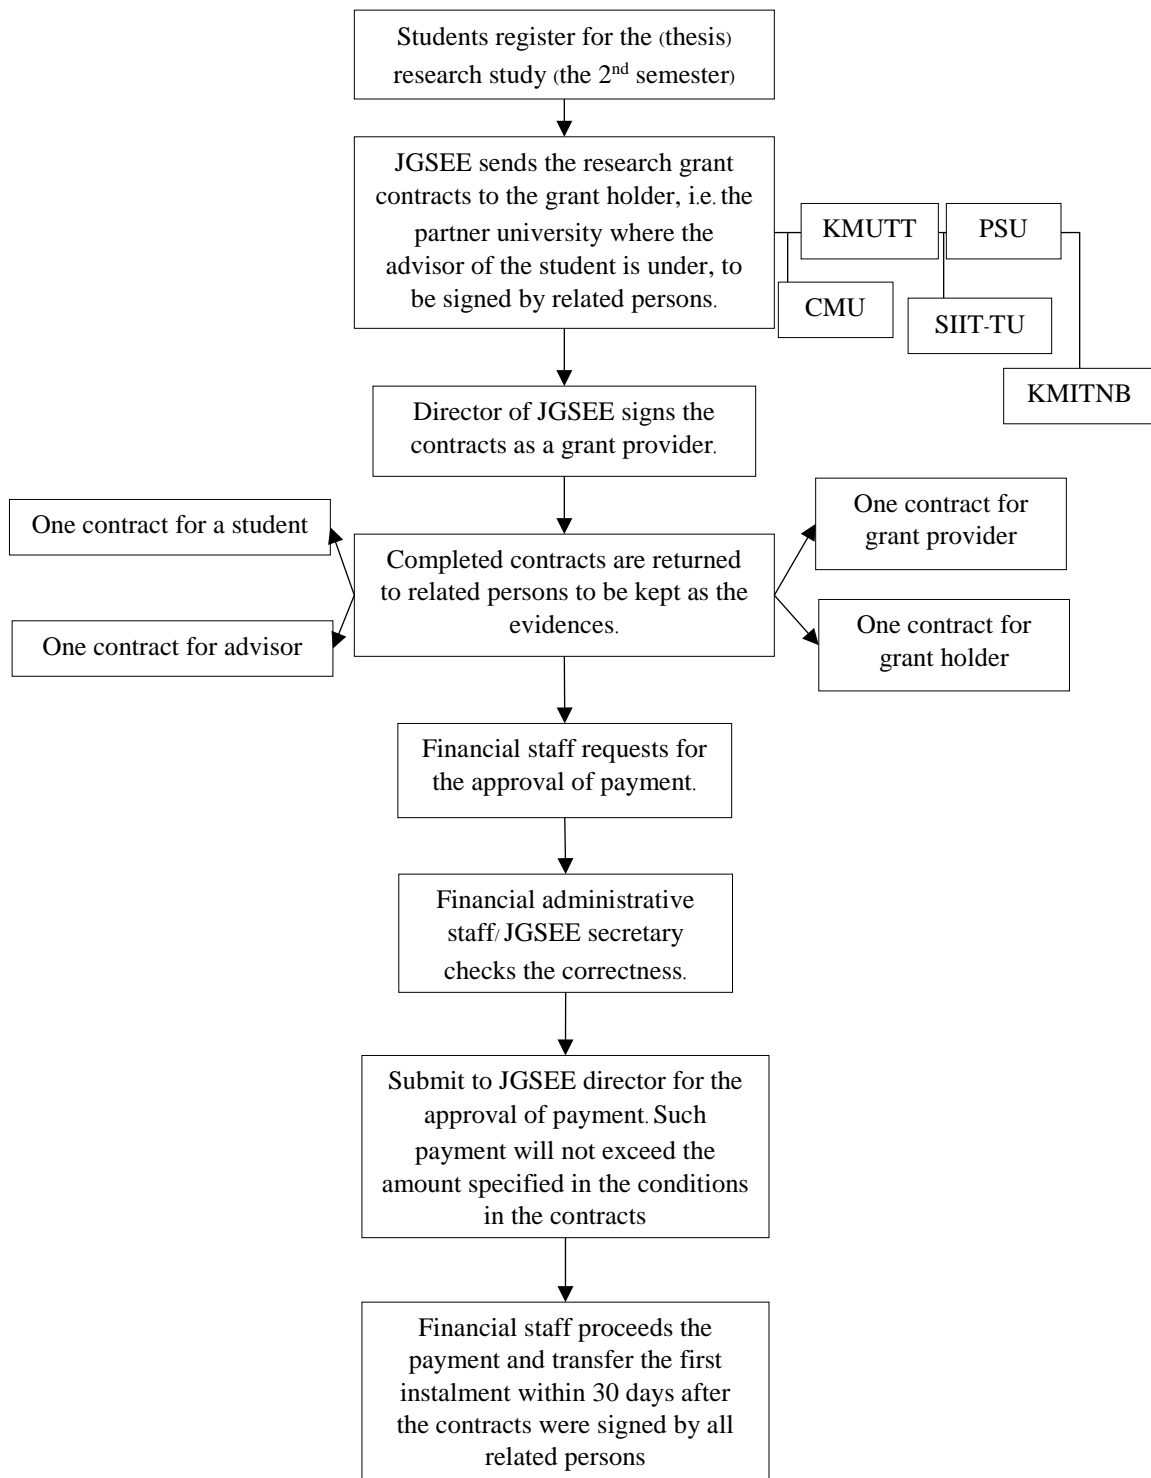 Students register for the (thesis)
research study (the 2nd semester)
JGSEE sends the research grant
contracts to the grant holder, i.e. the
partner university where the
advisor of the student is under, to
be signed by related persons.
KMUTT
PSU
CMU
SIIT-TU
KMITNB
Director of JGSEE signs the
contracts as a grant provider.
One contract for a student
One contract for advisor
Completed contracts are returned
to related persons to be kept as the
evidences.
One contract for
grant provider
One contract for
grant holder
Financial staff requests for
the approval of payment.
Financial administrative
staff/ JGSEE secretary
checks the correctness.
Submit to JGSEE director for the
approval of payment. Such
payment will not exceed the
amount specified in the conditions
in the contracts
Financial staff proceeds the
payment and transfer the first
instalment within 30 days after
the contracts were signed by all
related persons